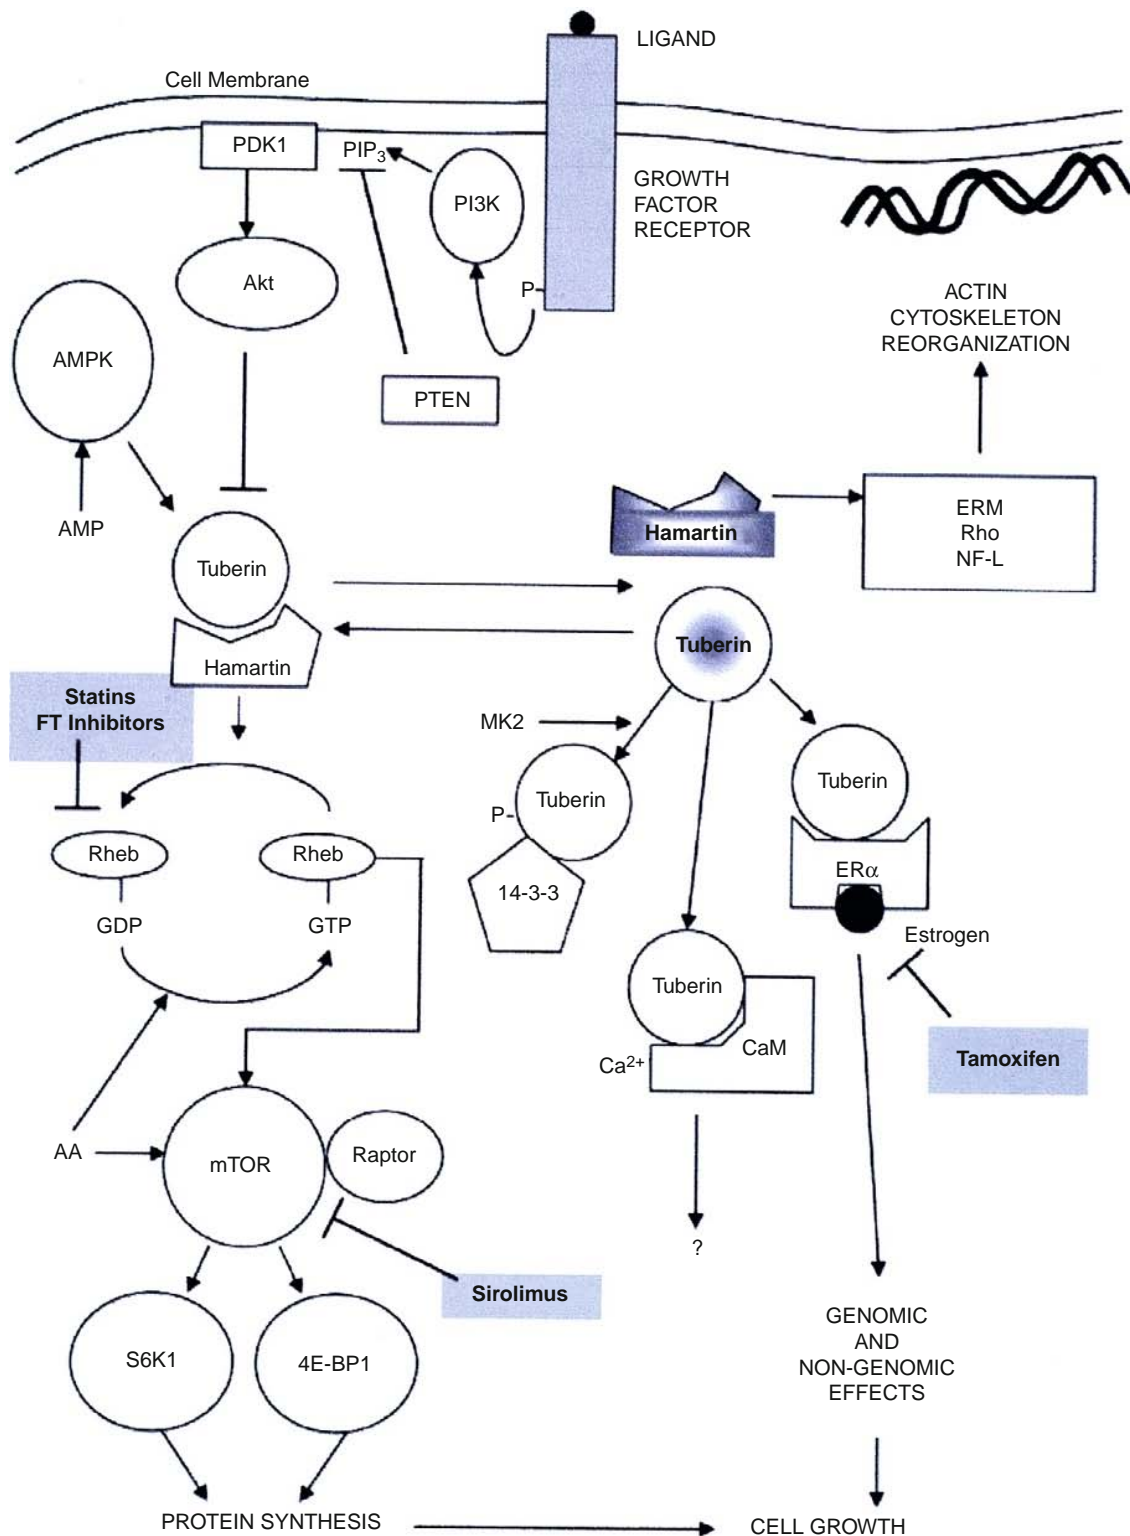 LIGAND
Cell Membrane
PDK1
PIP3
PI3K
GROWTH
FACTOR
RECEPTOR
Akt
P-
ACTIN
CYTOSKELETON
REORGANIZATION
AMPK
PTEN
AMP
Hamartin
ERM
Rho
NF-L
Tuberin
Hamartin
Tuberin
Statins
FT Inhibitors
MK2
Tuberin
P-
14-3-3
Tuberin
ERα
Estrogen
Rheb
Rheb
GDP
GTP
Tuberin
CaM
Ca2+
Tamoxifen
AA
mTOR
Raptor
?
Sirolimus
S6K1
4E-BP1
GENOMIC
AND
NON-GENOMIC
EFFECTS
PROTEIN SYNTHESIS
CELL GROWTH